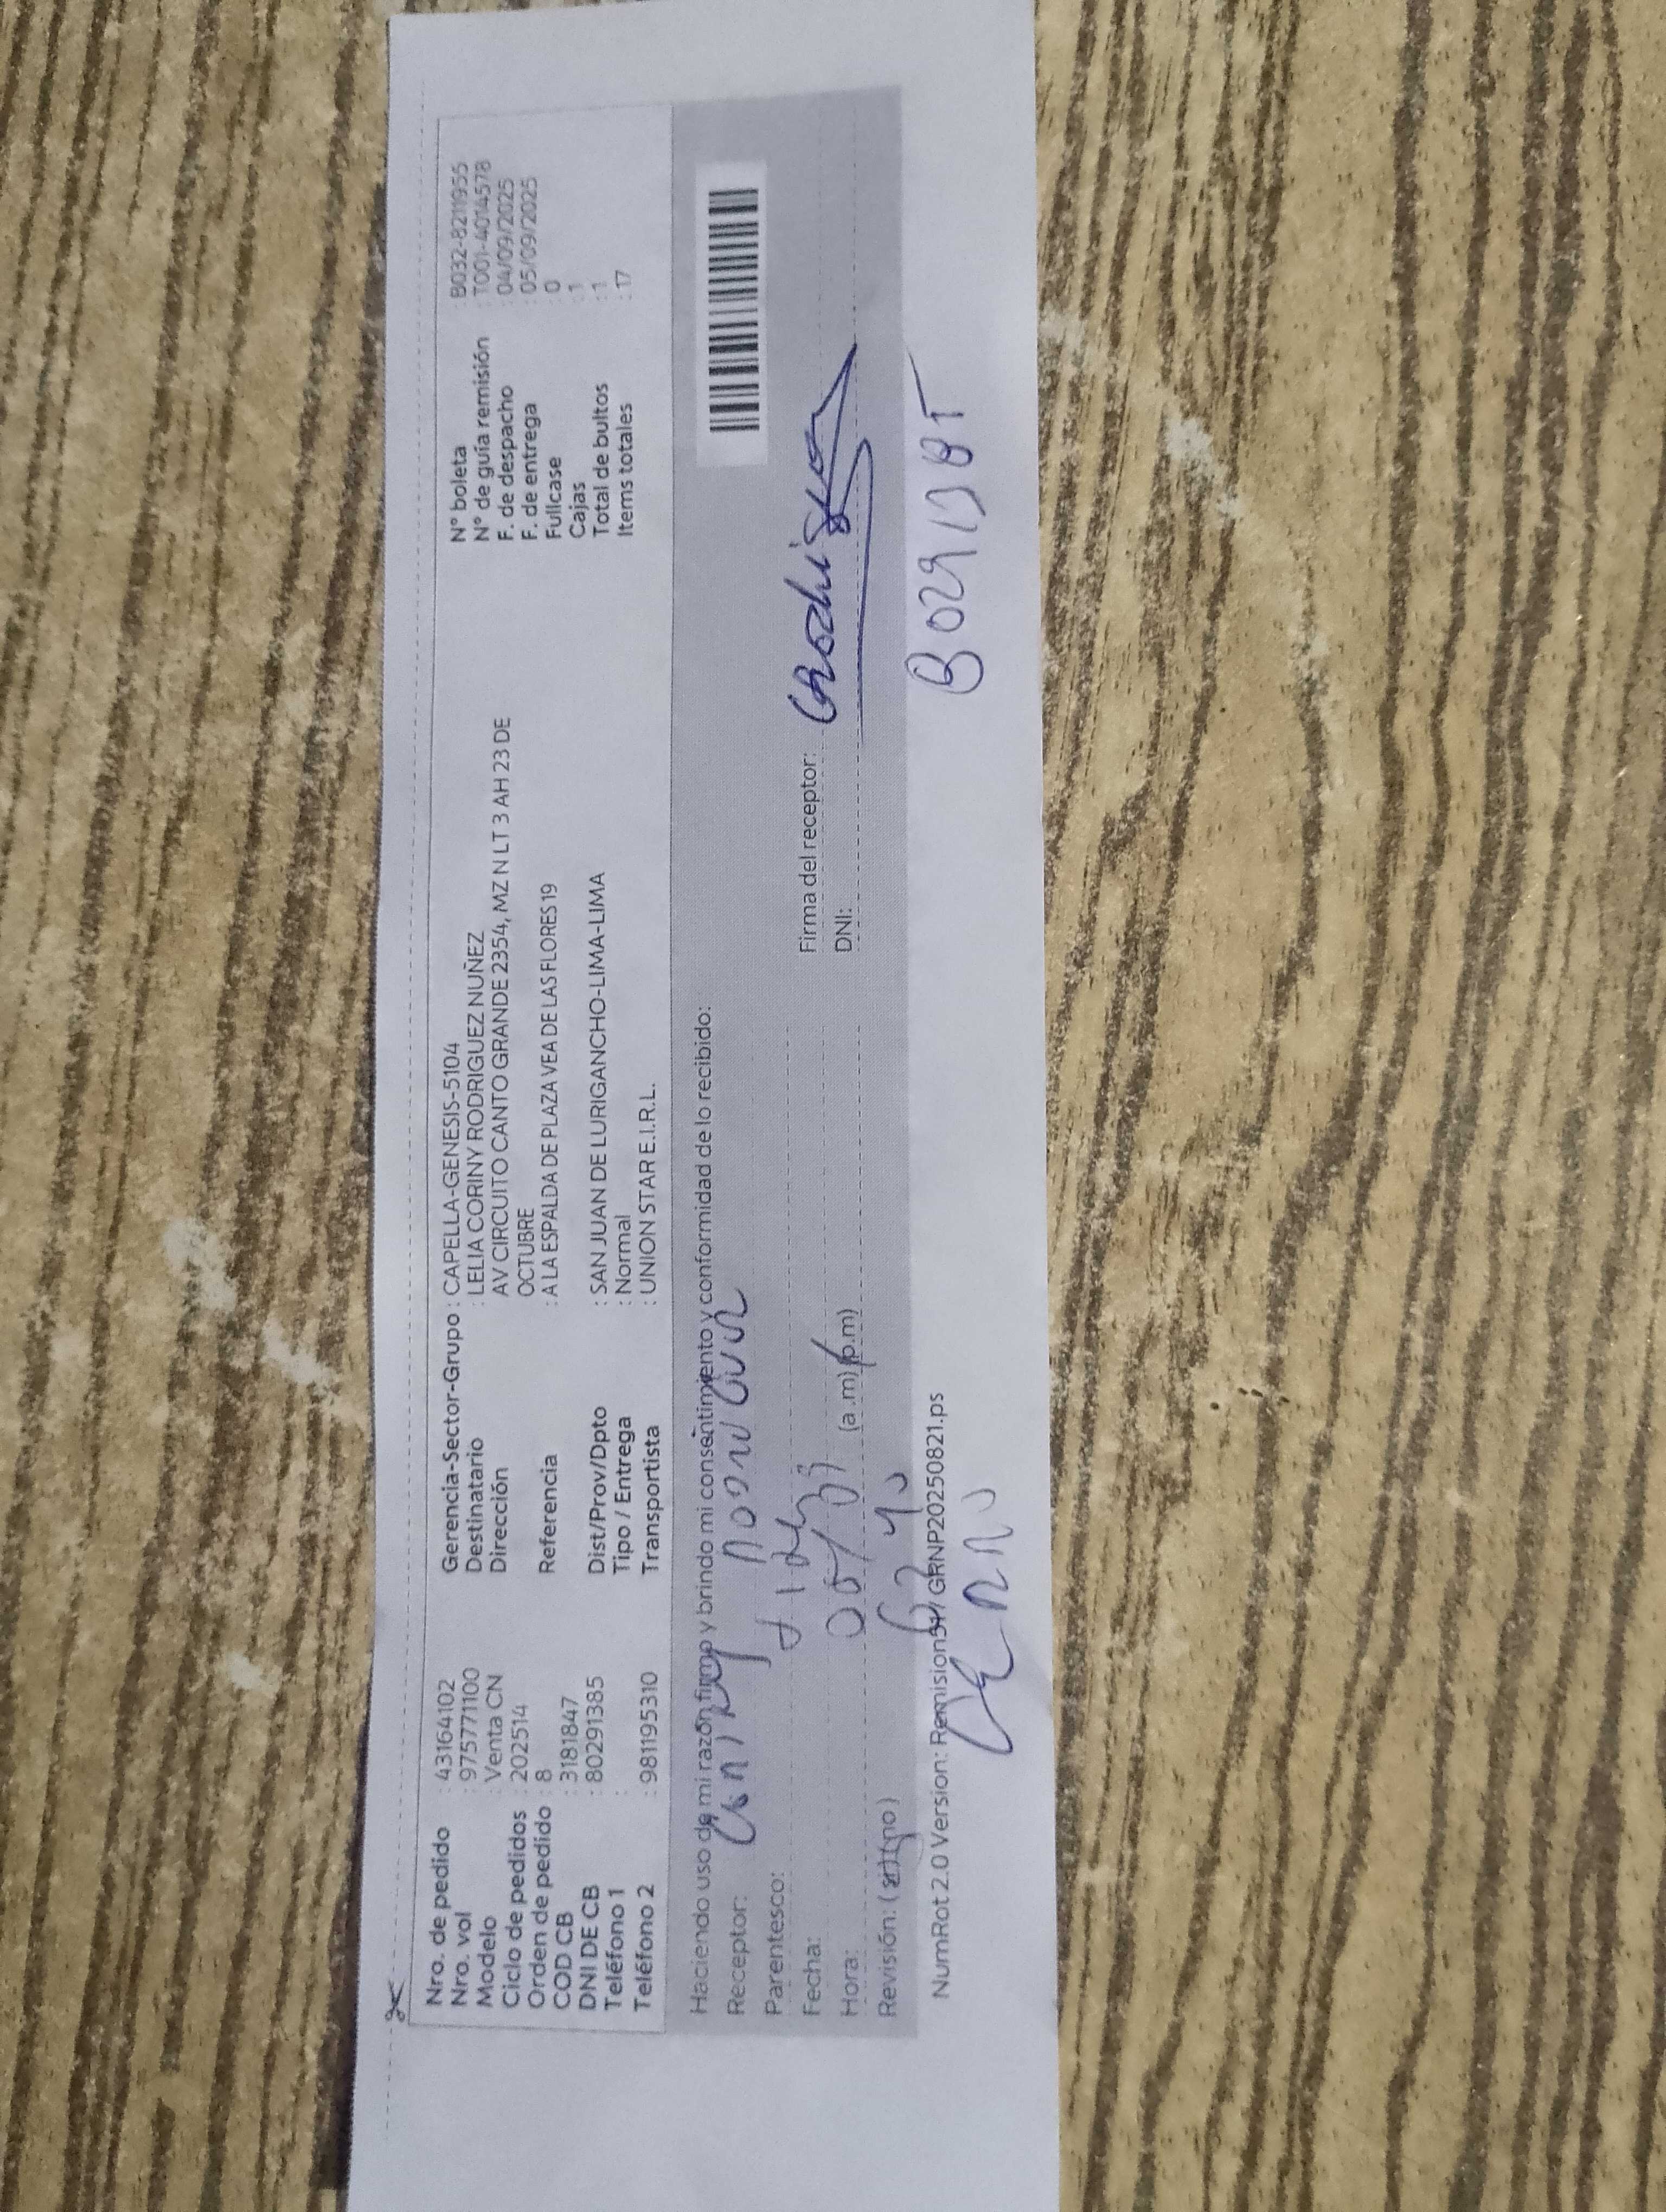 Nro. de pedido : 43164102
Nro. vol : 975771100
Modelo : Venta CN
Ciclo de pedidos : 202514
Orden de pedido : 8
COD CB : 3181847
DNI DE CB : 80291385
Teléfono 1 :
Teléfono 2 : 981195310
Gerencia-Sector-Grupo : CAPELLA-GENESIS-5104
Destinatario : LELIA CORINY RODRIGUEZ NUÑEZ
Dirección AV CIRCUITO CANTO GRANDE 2354, MZ N LT 3 AH 23 DE
OCTUBRE
Referencia : A LA ESPALDA DE PLAZA VEA DE LAS FLORES 19
Dist/Prov/Dpto : SAN JUAN DE LURIGANCHO-LIMA-LIMA
Tipo / Entrega : Normal
Transportista : UNION STAR E.I.R.L.
N° boleta : B032-8211955
N° de guía remisión : T001-4014578
F. de despacho : 04/09/2025
F. de entrega : 05/09/2025
Fullcase 0
Cajas : 1
Total de bultos : 1
Items totales : 17
Haciendo uso de mi razón firmo y brindo mi consentimiento y conformidad de lo recibido:
Receptor:
Parentesco:
Fecha:
Hora: (a.m) (p.m)
Revisión: (
Firma del receptor:
DNI:
NumRot 2.0 Version: GRNP20250821.ps